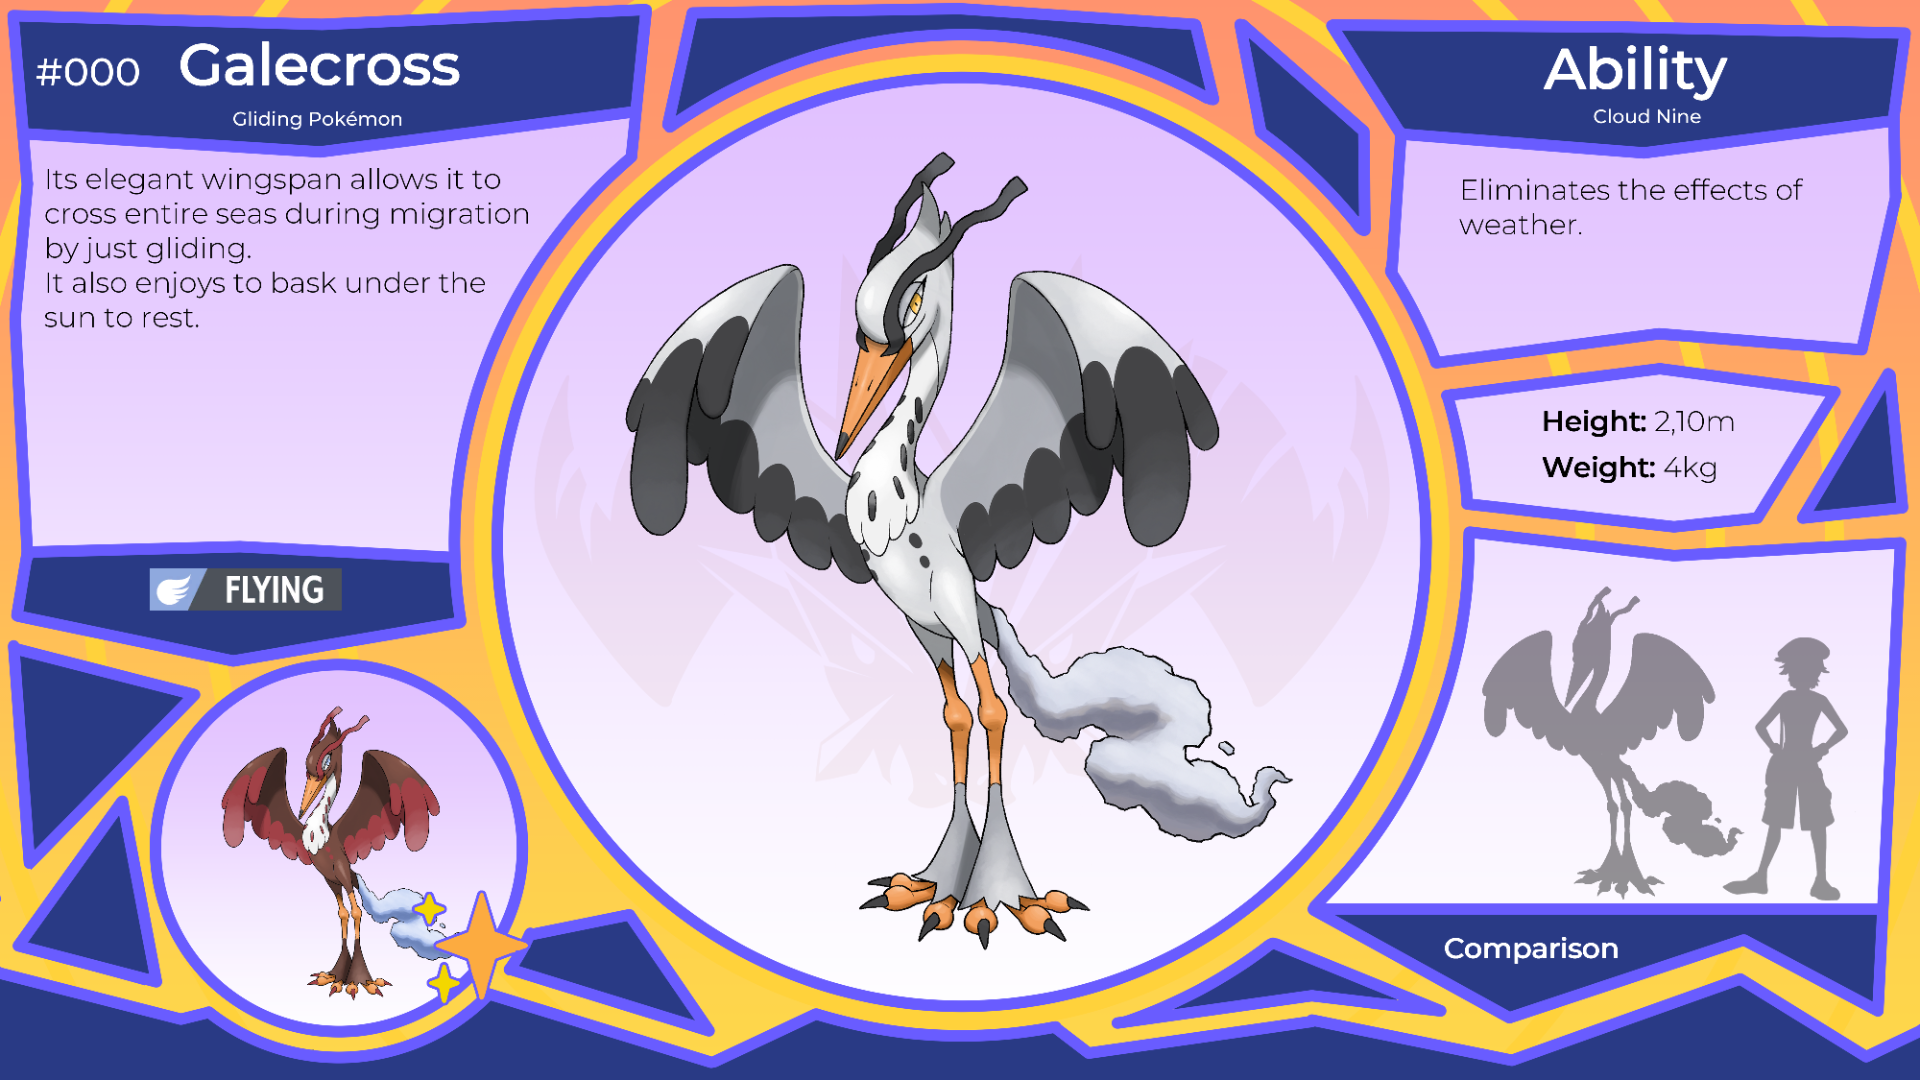 #000 Galecross
Gliding Pokémon
Its elegant wingspan allows it to
cross entire seas during migration
by just gliding.
It also enjoys to bask under the
sun to rest.
FLYING
Ability
Cloud Nine
Eliminates the effects of
weather.
Height: 2,10m
Weight: 4kg
Comparison